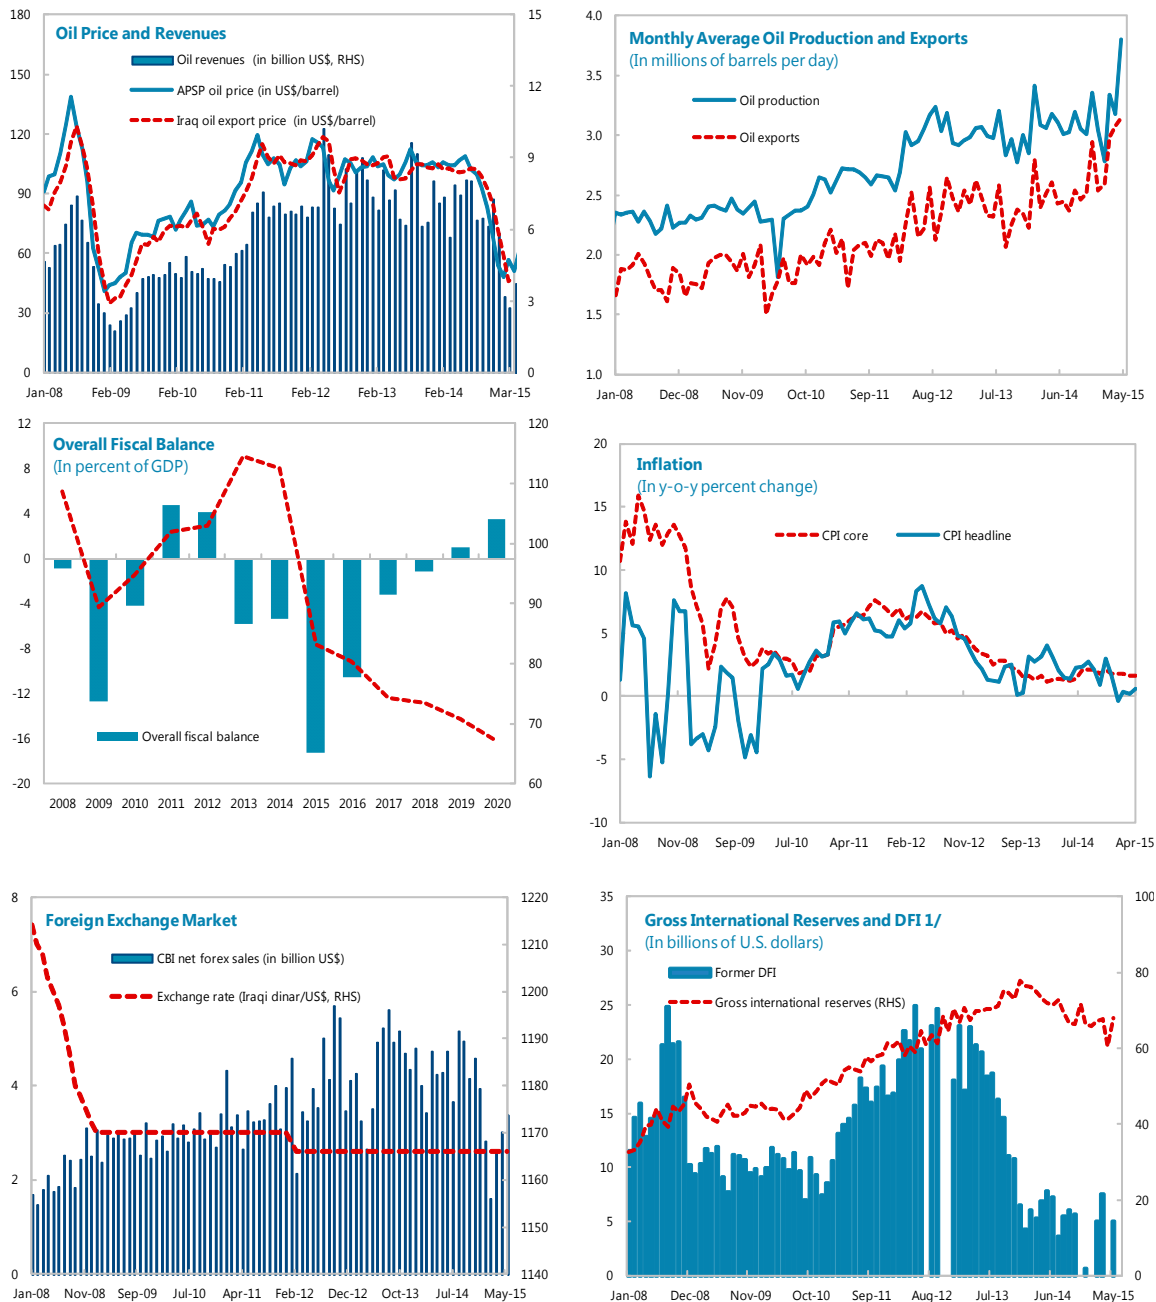 Oil Price and Revenues
Oil revenues (in billion US$, RHS)
APSP oil price (in US$/barrel)
Iraq oil export price (in US$/barrel)
180
150
120
90
60
30
0
15
12
9
6
3
0
Jan-08 Feb-09 Feb-10 Feb-11 Feb-12 Feb-13 Feb-14 Mar-15
Monthly Average Oil Production and Exports
(In millions of barrels per day)
Oil production
Oil exports
4.0
3.5
3.0
2.5
2.0
1.5
1.0
Jan-08 Dec-08 Nov-09 Oct-10 Sep-11 Aug-12 Jul-13 Jun-14 May-15
Overall Fiscal Balance
(In percent of GDP)
Overall fiscal balance
12
8
4
0
-4
-8
-12
-16
-20
120
110
100
90
80
70
60
2008 2009 2010 2011 2012 2013 2014 2015 2016 2017 2018 2019 2020
Inflation
(In y-o-y percent change)
CPI core CPI headline
20
15
10
5
0
-5
-10
Jan-08 Nov-08 Sep-09 Jul-10 Apr-11 Feb-12 Nov-12 Sep-13 Jul-14 Apr-15
Foreign Exchange Market
CBI net forex sales (in billion US$)
Exchange rate (Iraqi dinar/US$, RHS)
8
6
4
2
0
1220
1210
1200
1190
1180
1170
1160
1150
1140
Jan-08 Nov-08 Sep-09 Jul-10 Apr-11 Feb-12 Dec-12 Oct-13 Jul-14 May-15
Gross International Reserves and DFI 1/
(In billions of U.S. dollars)
Former DFI
Gross international reserves (RHS)
35
30
25
20
15
10
5
0
100
80
60
40
20
0
Jan-08 Dec-08 Nov-09 Oct-10 Sep-11 Aug-12 Jul-13 Jun-14 May-15